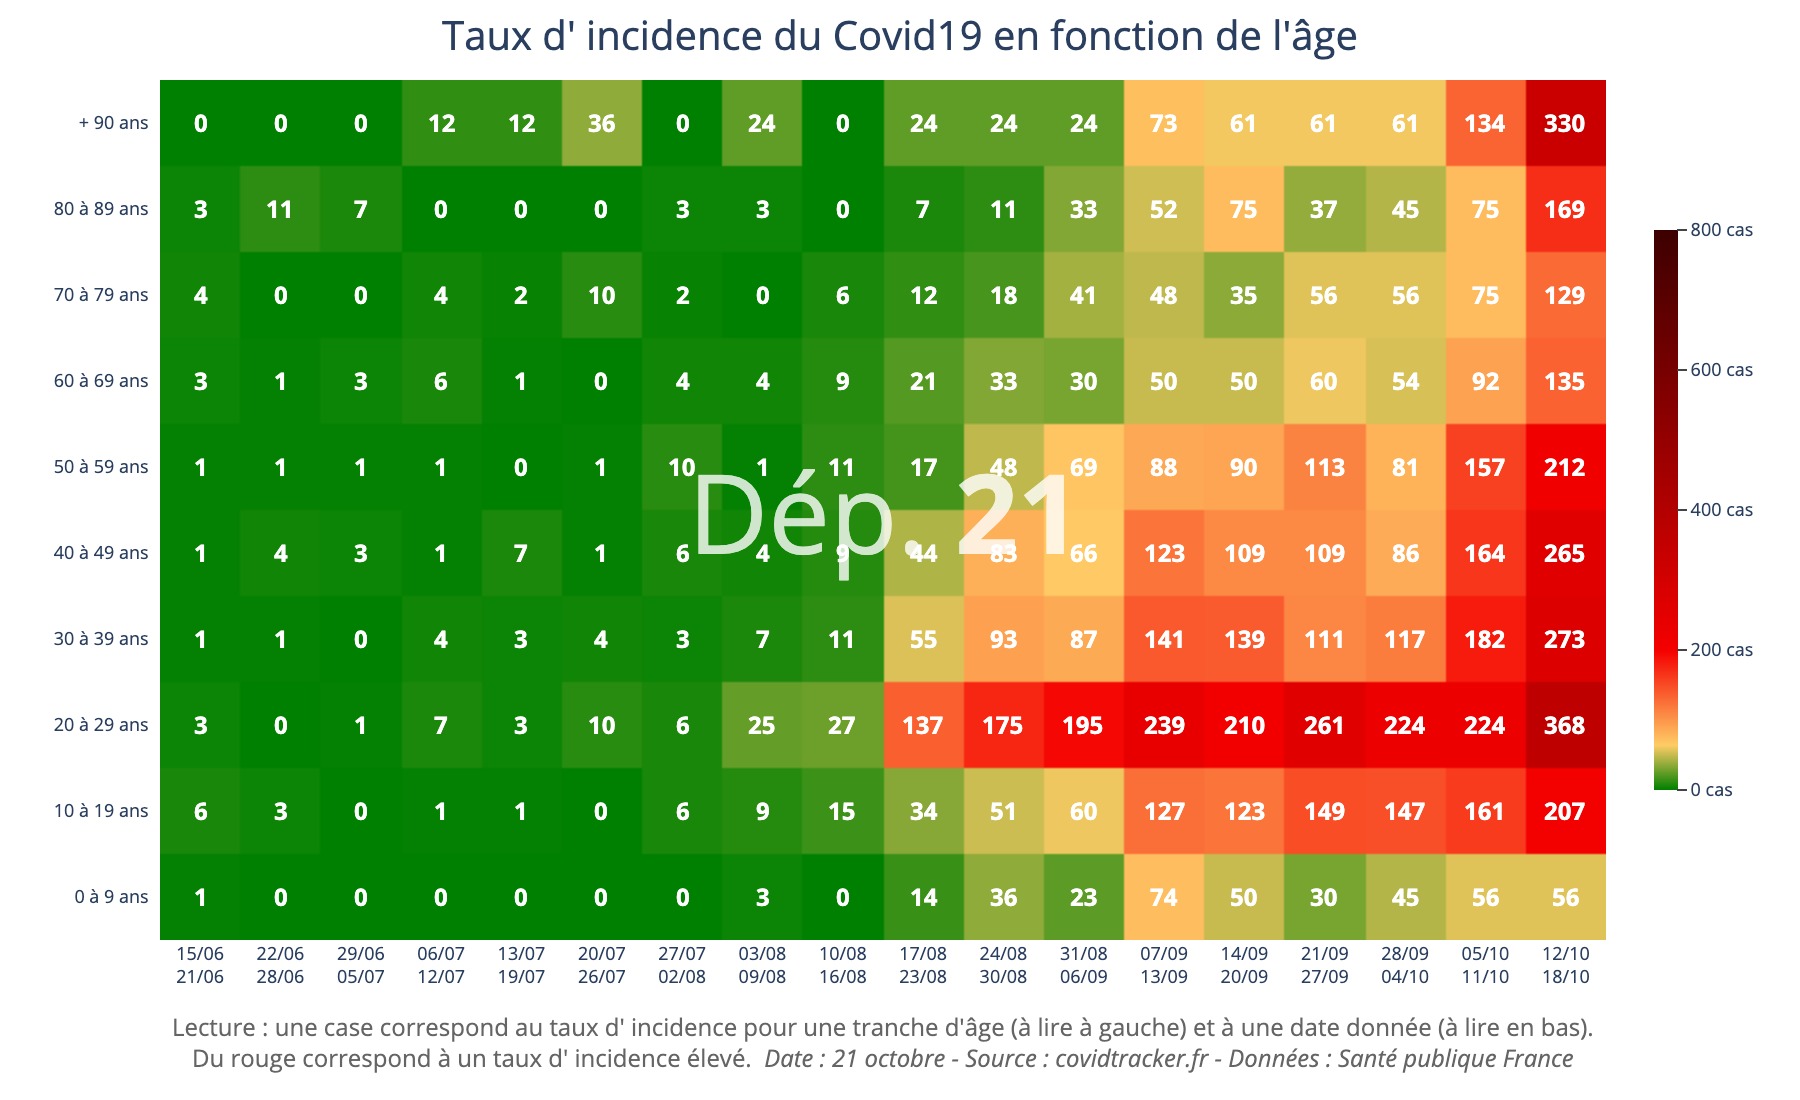 Taux d' incidence du Covid19 en fonction de l'âge
+ 90 ans 0 0 0 12 12 36 0 24 0 24 24 24 73 61 61 61 134 330
80 à 89 ans 3 11 7 0 0 0 3 3 0 7 11 33 52 75 37 45 75 169
70 à 79 ans 4 0 0 4 2 10 2 0 6 12 18 41 48 35 56 56 75 129
60 à 69 ans 3 1 3 6 1 0 4 4 9 21 33 30 50 50 60 54 92 135
50 à 59 ans 1 1 1 1 0 1 10 1 11 17 48 69 88 90 113 81 157 212
Dép. 21
40 à 49 ans 1 4 3 1 7 1 6 4 9 44 83 66 123 109 109 86 164 265
30 à 39 ans 1 1 0 4 3 4 3 7 11 55 93 87 141 139 111 117 182 273
20 à 29 ans 3 0 1 7 3 10 6 25 27 137 175 195 239 210 261 224 224 368
10 à 19 ans 6 3 0 1 1 0 6 9 15 34 51 60 127 123 149 147 161 207
0 à 9 ans 1 0 0 0 0 0 0 3 0 14 36 23 74 50 30 45 56 56
15/06 22/06 29/06 06/07 13/07 20/07 27/07 03/08 10/08 17/08 24/08 31/08 07/09 14/09 21/09 28/09 05/10 12/10
21/06 28/06 05/07 12/07 19/07 26/07 02/08 09/08 16/08 23/08 30/08 06/09 13/09 20/09 27/09 04/10 11/10 18/10
800 cas
600 cas
400 cas
200 cas
0 cas
Lecture : une case correspond au taux d' incidence pour une tranche d'âge (à lire à gauche) et à une date donnée (à lire en bas).
Du rouge correspond à un taux d' incidence élevé. Date : 21 octobre - Source : covidtracker.fr - Données : Santé publique France